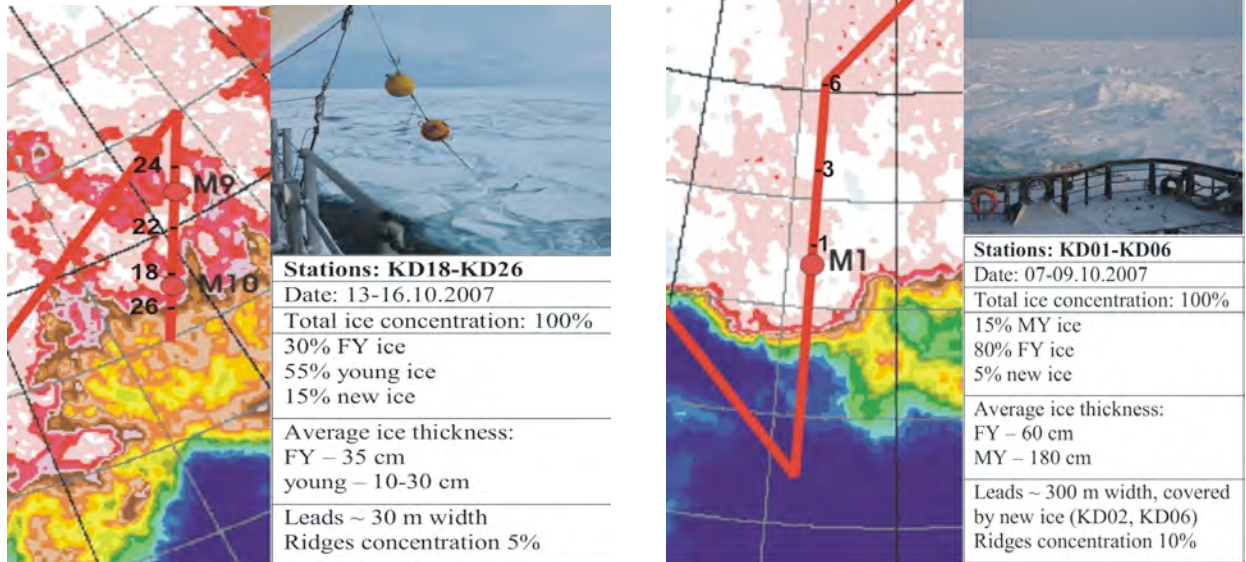 24
M9
22
18
M10
26
Stations: KD18-KD26
Date: 13-16.10.2007
Total ice concentration: 100%
30% FY ice
55% young ice
15% new ice
Average ice thickness:
FY – 35 cm
young – 10-30 cm
Leads ~ 30 m width
Ridges concentration 5%
-6
-3
-1
M1
Stations: KD01-KD06
Date: 07-09.10.2007
Total ice concentration: 100%
15% MY ice
80% FY ice
5% new ice
Average ice thickness:
FY – 60 cm
MY – 180 cm
Leads ~ 300 m width, covered
by new ice (KD02, KD06)
Ridges concentration 10%